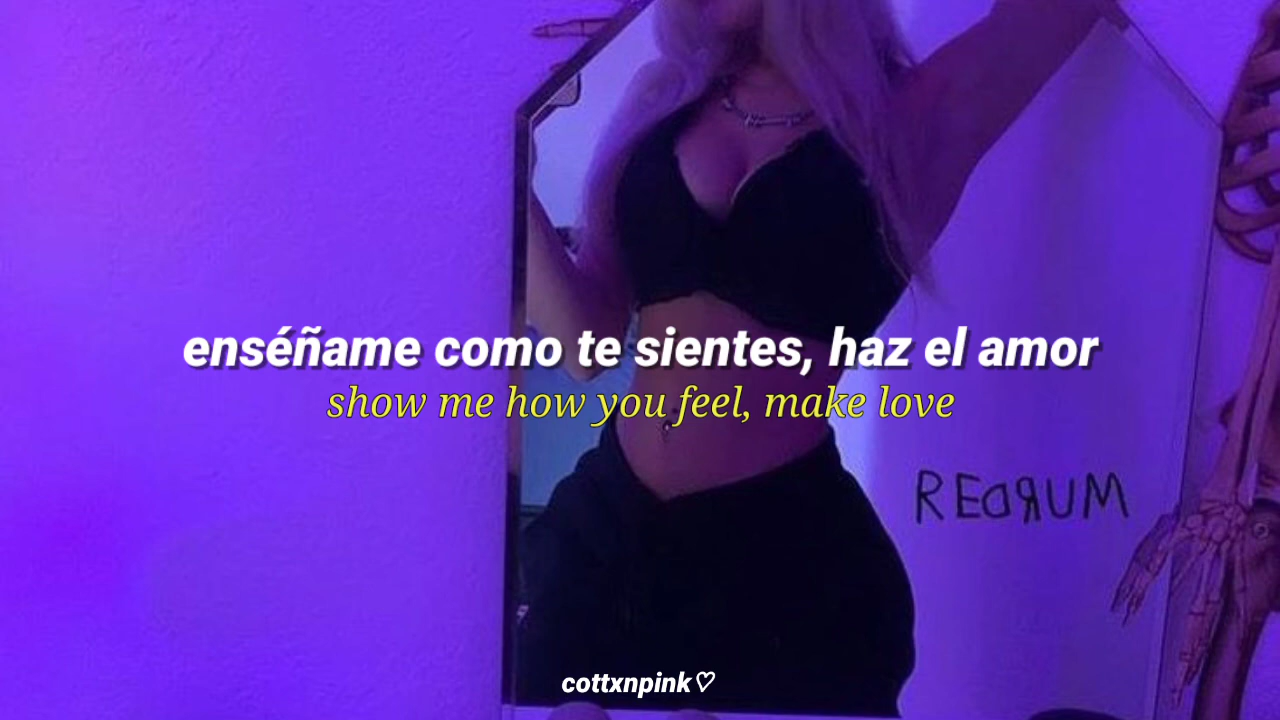 enséñame como te sientes, haz el amor
show me how you feel, make love
REDRUM
cottxnpink♡